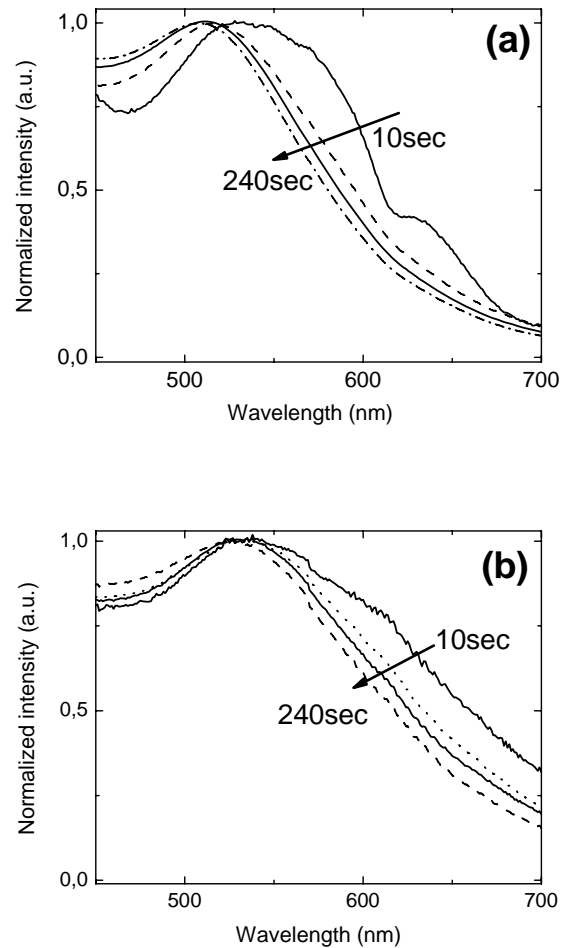 (a)
Normalized intensity (a.u.)
1,0
0,5
0,0
10sec
240sec
500
600
700
Wavelength (nm)
(b)
Normalized intensity (a.u.)
1,0
0,5
0,0
10sec
240sec
500
600
700
Wavelength (nm)